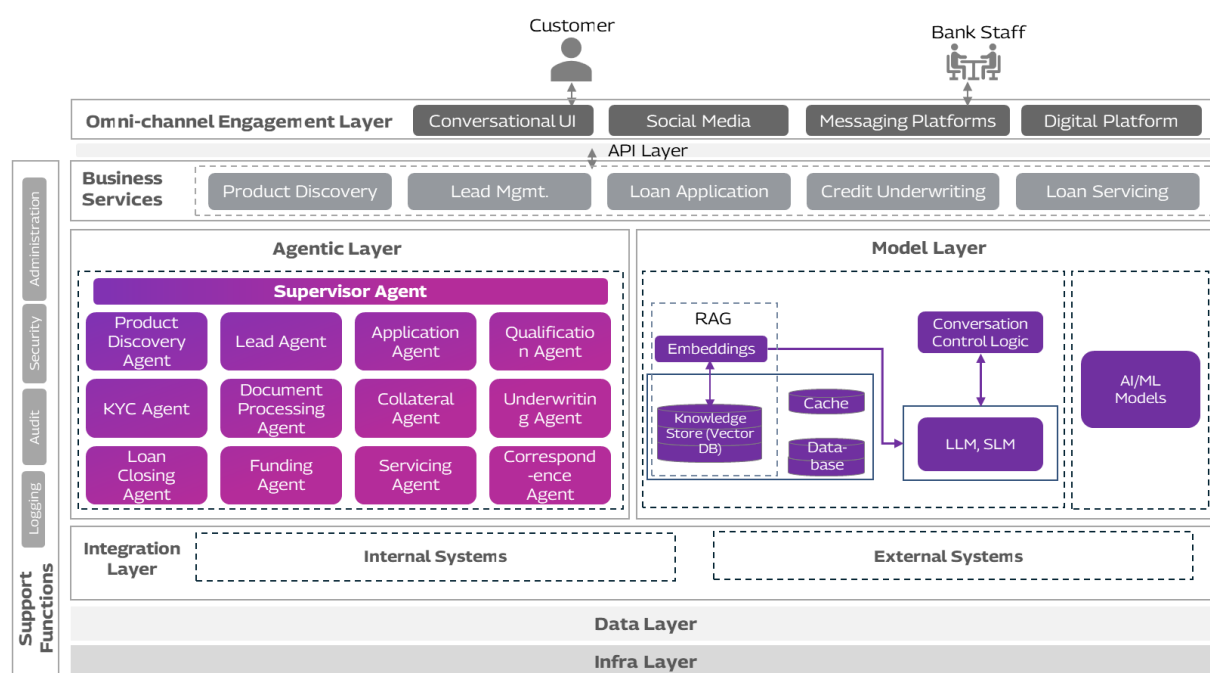 Customer
Bank Staff
Omni-channel Engagement Layer
Conversational UI
Social Media
Messaging Platforms
Digital Platform
API Layer
Business
Services
Product Discovery
Lead Mgmt.
Loan Application
Credit Underwriting
Loan Servicing
Administration
Security
Audit
Logging
Support
Functions
Agentic Layer
Supervisor Agent
Product
Discovery
Agent
Lead Agent
Application
Agent
Qualificatio
n Agent
KYC Agent
Document
Processing
Agent
Collateral
Agent
Underwritin
g Agent
Loan
Closing
Agent
Funding
Agent
Servicing
Agent
Correspond
-ence
Agent
Model Layer
RAG
Embeddings
Knowledge
Store (Vector
DB)
Cache
Data-
base
Conversation
Control Logic
LLM, SLM
AI/ML
Models
Integration
Layer
Internal Systems
External Systems
Data Layer
Infra Layer